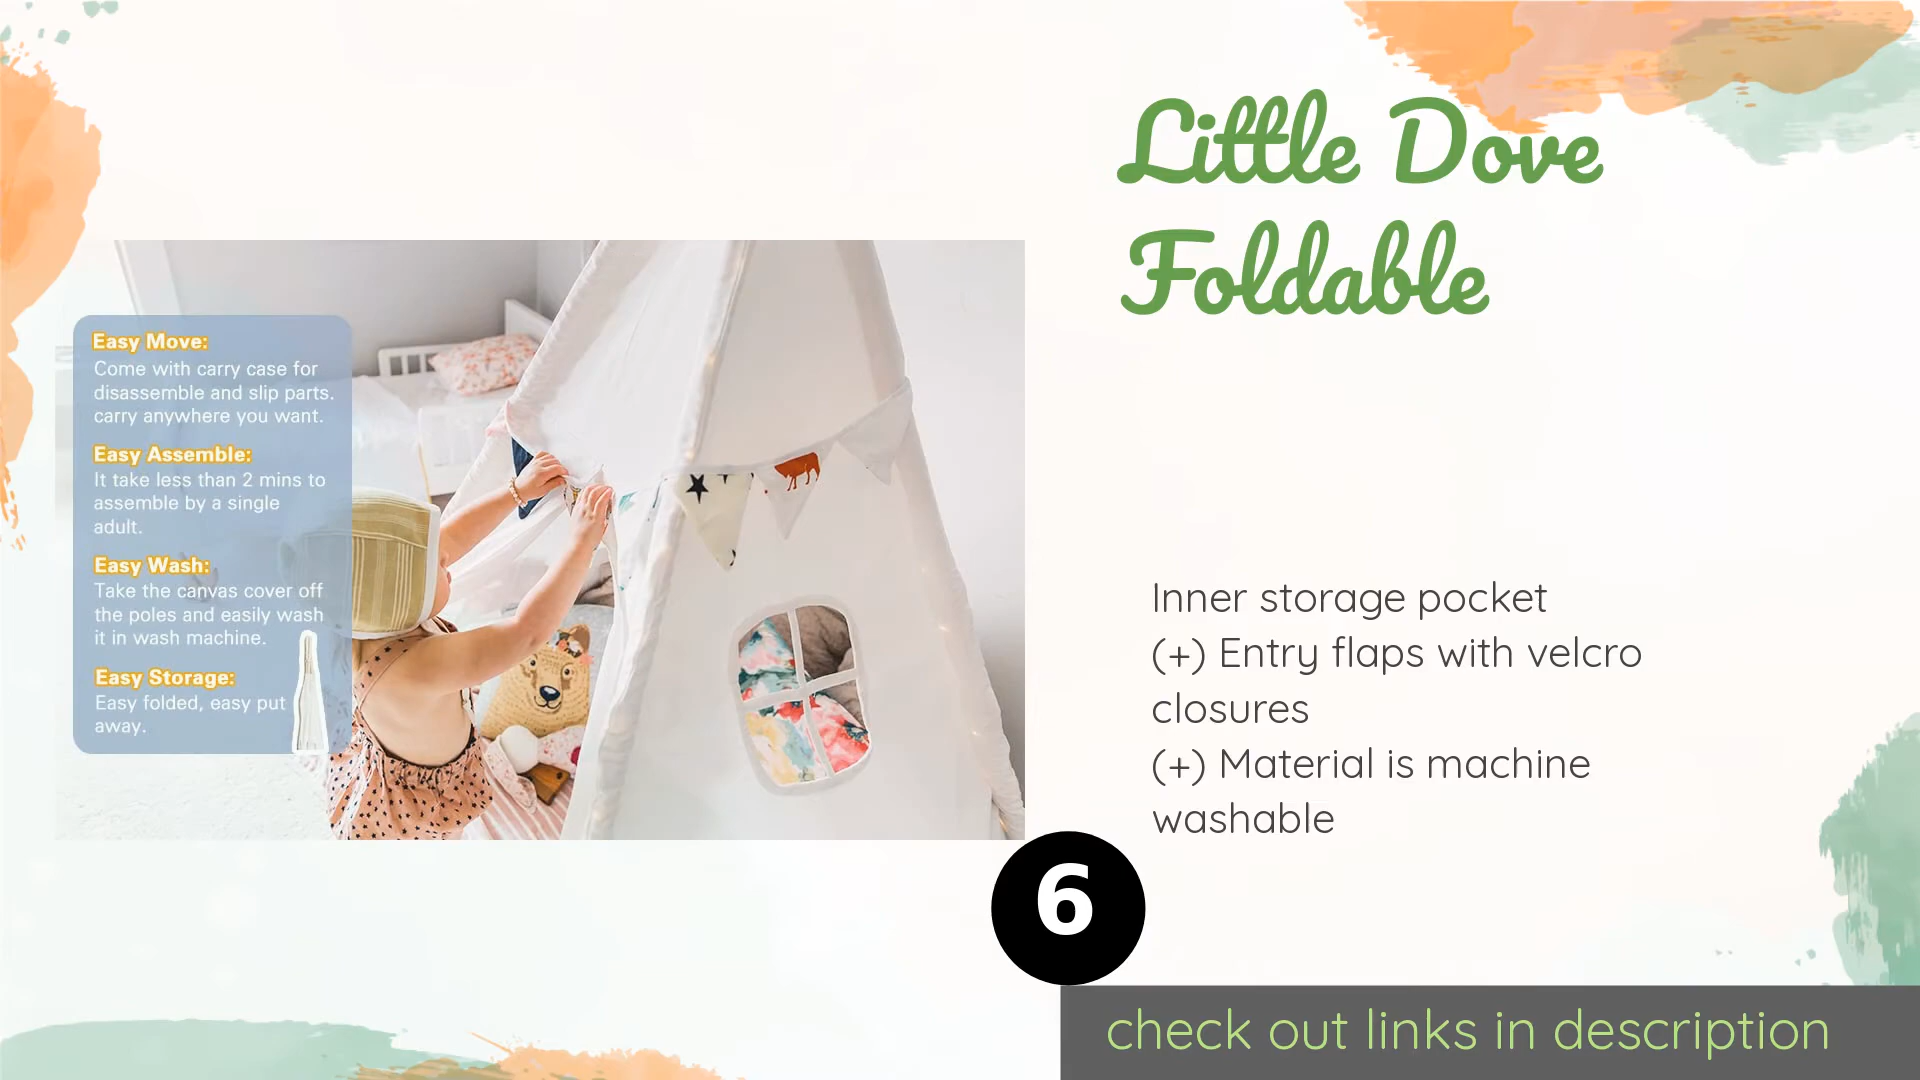 Little Dove
Foldable
Easy Move:
Come with carry case for
disassemble and slip parts.
carry anywhere you want.
Easy Assemble:
It take less than 2 mins to
assemble by a single
adult.
Easy Wash:
Take the canvas cover off
the poles and easily wash
it in wash machine.
Easy Storage:
Easy folded, easy put
away.
Inner storage pocket
(+) Entry flaps with velcro
closures
(+) Material is machine
washable
6
check out links in description